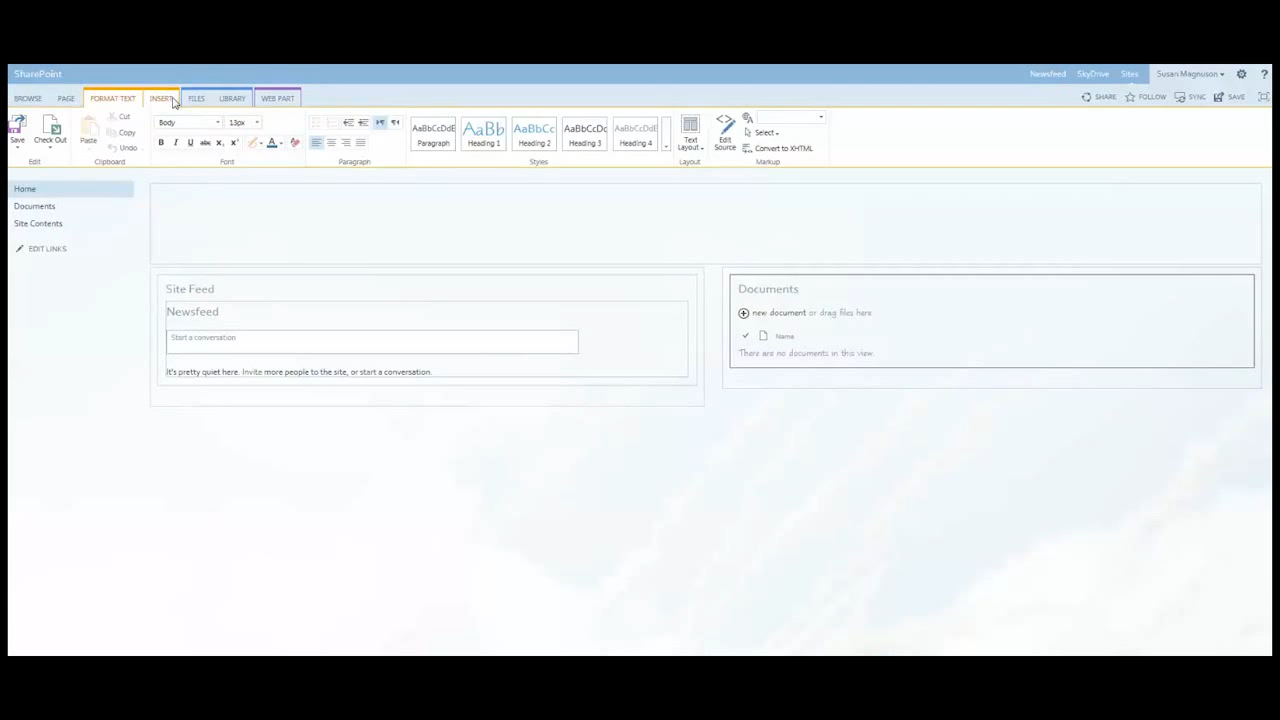 SharePoint
Newsfeed SkyDrive Sites Susan Magnuson ?
BROWSE PAGE FORMAT TEXT INSERT FILES LIBRARY WEB PART
SHARE FOLLOW SYNC SAVE
Save Check Out Paste Cut Copy Undo
Body 13px
B I U abc x₂ x² A
AaBbCcDdE AaBb AaBbCc AaBbCcDc AaBbCcDdE
Paragraph Heading 1 Heading 2 Heading 3 Heading 4
Text Layout Edit Source Select Convert to XHTML
Edit Clipboard Font Paragraph Styles Layout Markup
Home
Documents
Site Contents
EDIT LINKS
Site Feed
Newsfeed
Start a conversation
It's pretty quiet here. Invite more people to the site, or start a conversation.
Documents
new document or drag files here
Name
There are no documents in this view.